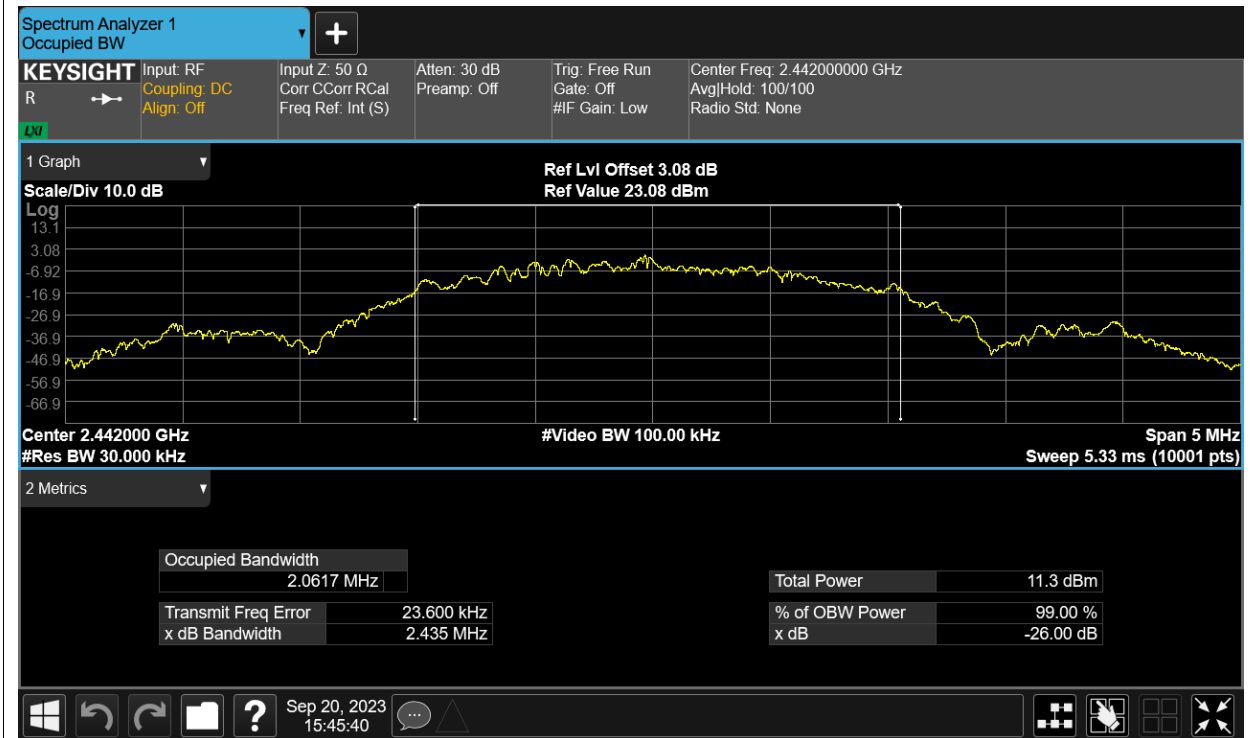 Spectrum Analyzer 1
Occupied BW
KEYSIGHT
R
LXI
Input: RF
Coupling: DC
Align: Off
Input Z: 50 Ω
Corr CCorr RCal
Freq Ref: Int (S)
Atten: 30 dB
Preamp: Off
Trig: Free Run
Gate: Off
#IF Gain: Low
Center Freq: 2.442000000 GHz
Avg|Hold: 100/100
Radio Std: None
1 Graph
Scale/Div 10.0 dB
Ref Lvl Offset 3.08 dB
Ref Value 23.08 dBm
Log
13.1
3.08
-6.92
-16.9
-26.9
-36.9
-46.9
-56.9
-66.9
Center 2.442000 GHz
#Video BW 100.00 kHz
Span 5 MHz
#Res BW 30.000 kHz
Sweep 5.33 ms (10001 pts)
2 Metrics
Occupied Bandwidth
2.0617 MHz
Total Power 11.3 dBm
Transmit Freq Error 23.600 kHz
% of OBW Power 99.00 %
x dB Bandwidth 2.435 MHz
x dB -26.00 dB
?
Sep 20, 2023
15:45:40